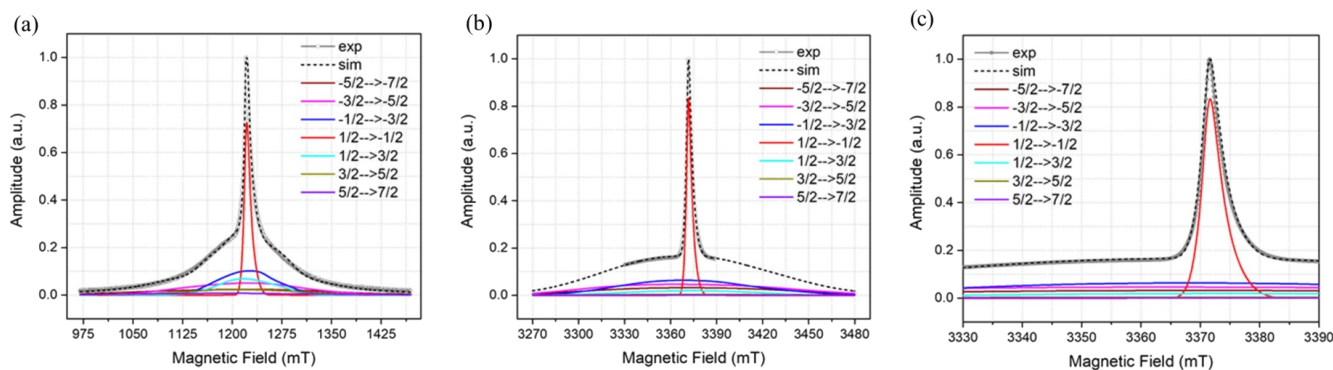 (a)
1.0
0.8
0.6
0.4
0.2
0.0
Amplitude (a.u.)
975 1125 1275 1425
Magnetic Field (mT)
exp
sim
-5/2-->-7/2
-3/2-->-5/2
-1/2-->-3/2
1/2-->-1/2
1/2-->3/2
3/2-->5/2
5/2-->7/2
(b)
1.0
0.8
0.6
0.4
0.2
0.0
Amplitude (a.u.)
3270 3300 3330 3360 3390 3420 3450 3480
Magnetic Field (mT)
exp
sim
-5/2-->-7/2
-3/2-->-5/2
-1/2-->-3/2
1/2-->-1/2
1/2-->3/2
3/2-->5/2
5/2-->7/2
(c)
1.0
0.8
0.6
0.4
0.2
0.0
Amplitude (a.u.)
3330 3340 3350 3360 3370 3380 3390
Magnetic Field (mT)
exp
sim
-5/2-->-7/2
-3/2-->-5/2
-1/2-->-3/2
1/2-->-1/2
1/2-->3/2
3/2-->5/2
5/2-->7/2